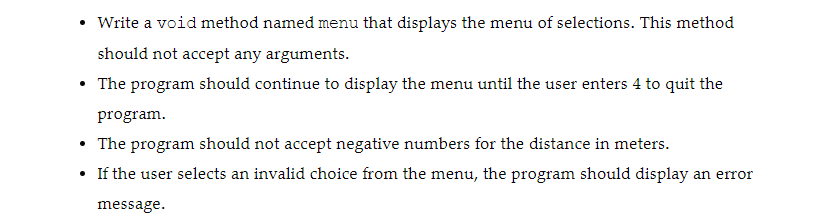 • Write a void method named menu that displays the menu of selections. This method
should not accept any arguments.
• The program should continue to display the menu until the user enters 4 to quit the
program.
• The program should not accept negative numbers for the distance in meters.
• If the user selects an invalid choice from the menu, the program should display an error
message.